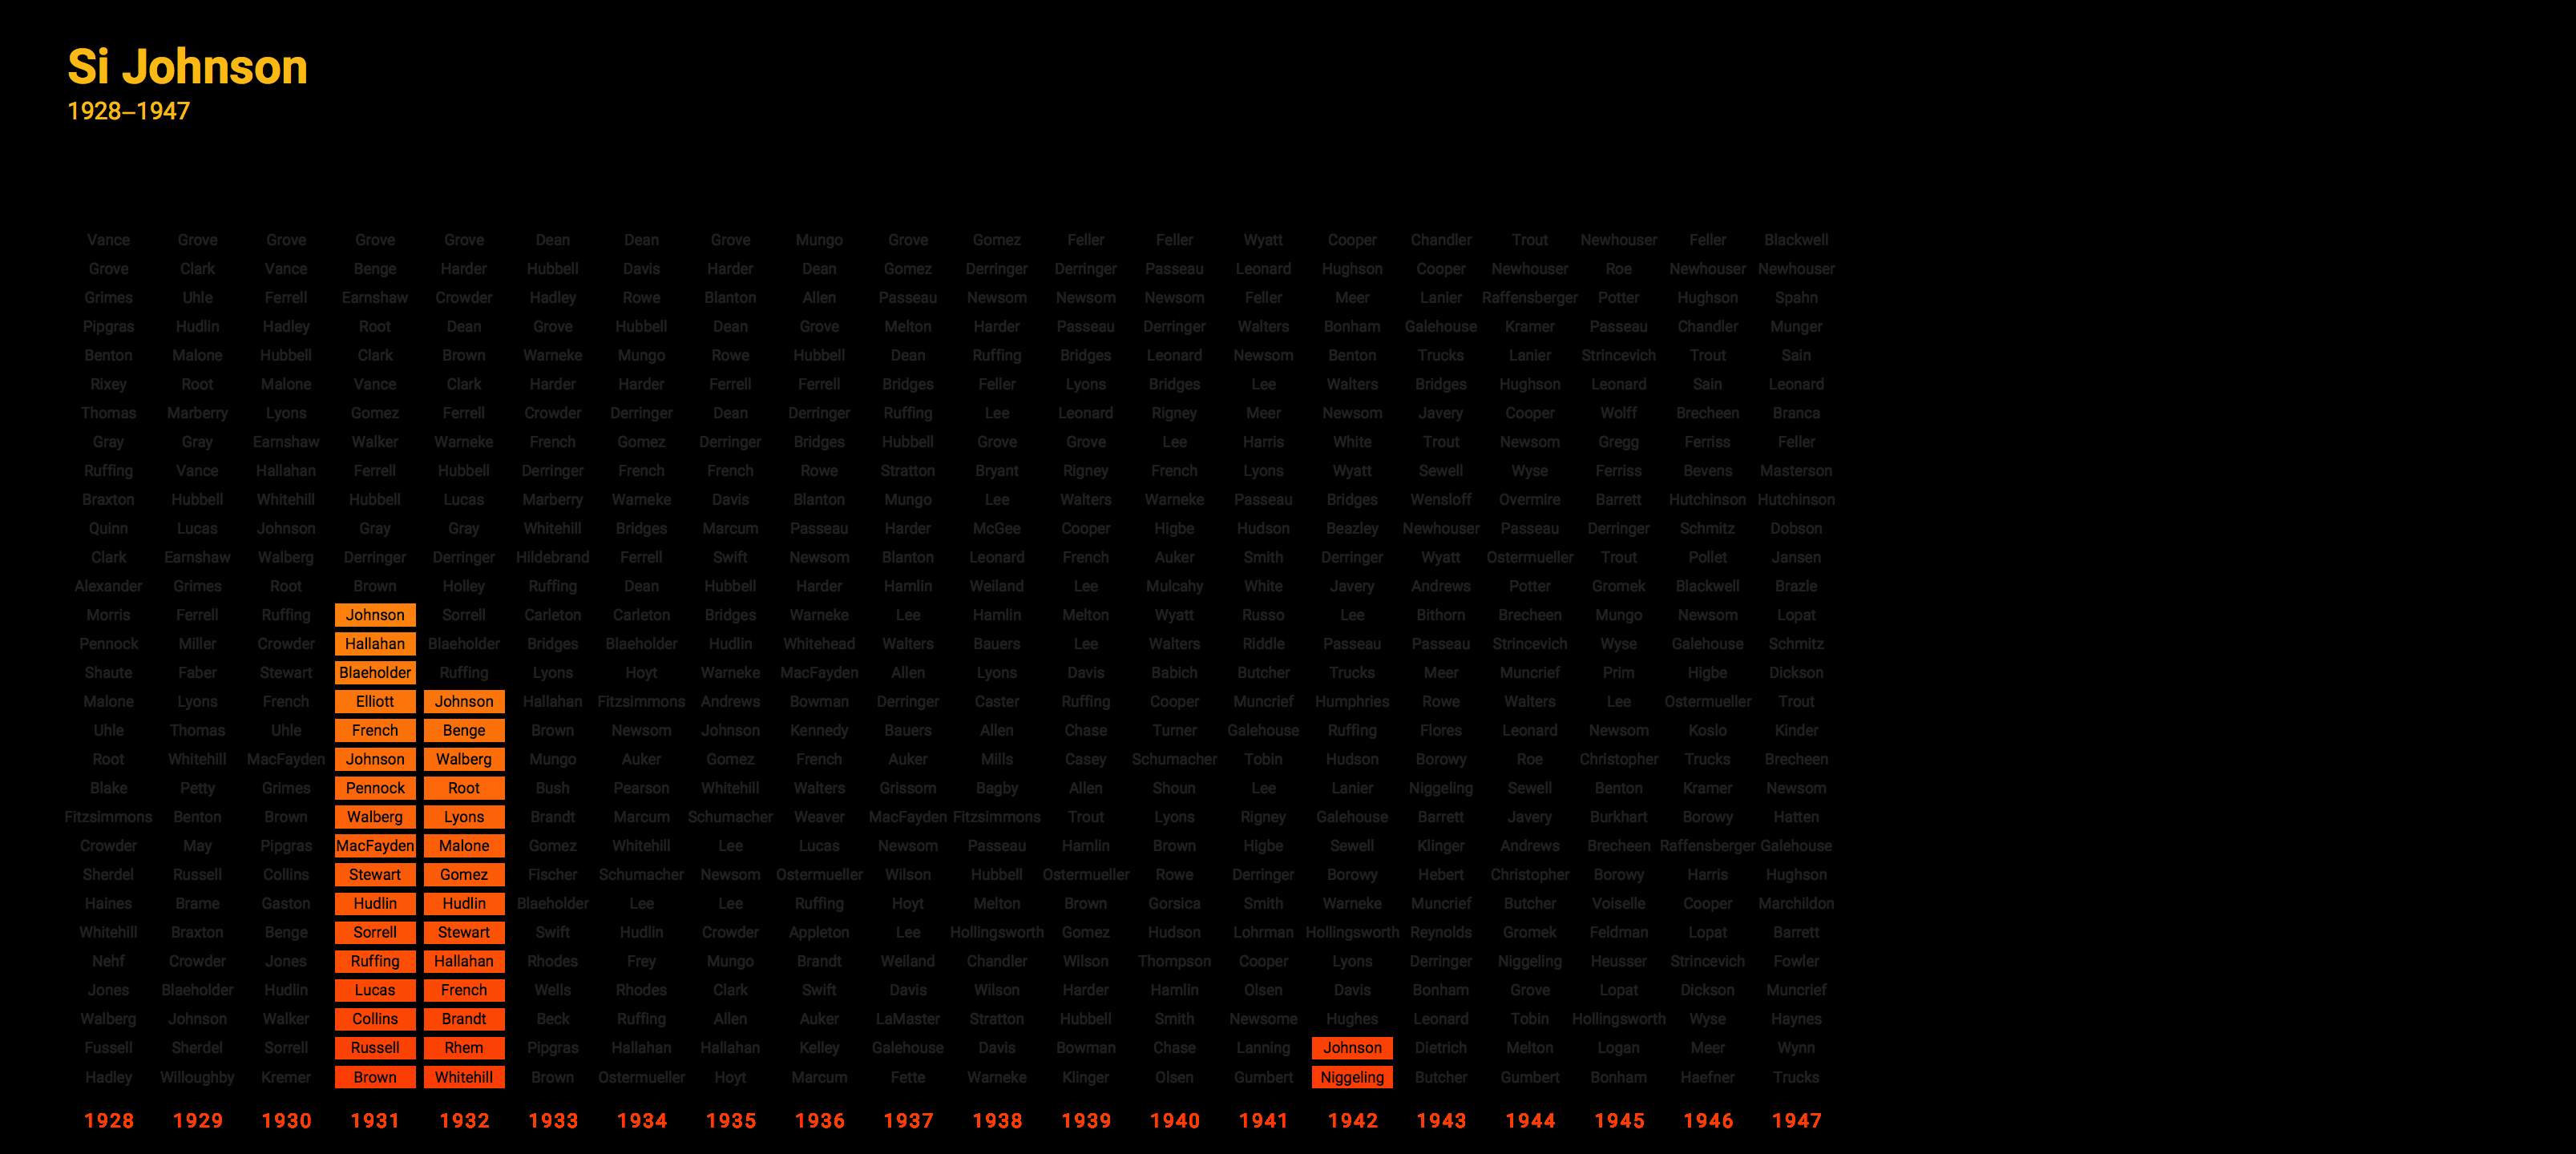 Si Johnson
1928–1947
Vance Grove Grove Grove Grove Dean Dean Grove Mungo Grove Gomez Feller Feller Wyatt Cooper Chandler Trout Newhouser Feller Blackwell
Grove Clark Vance Benge Harder Hubbell Davis Harder Dean Gomez Derringer Derringer Passeau Leonard Hughson Cooper Newhouser Roe Newhouser Newhouser
Grimes Uhle Ferrell Earnshaw Crowder Hadley Rowe Blanton Allen Passeau Newsom Newsom Newsom Feller Meer Lanier Raffensberger Potter Hughson Spahn
Pipgras Hudlin Hadley Root Dean Grove Hubbell Dean Grove Melton Harder Passeau Derringer Walters Bonham Galehouse Kramer Passeau Chandler Munger
Benton Malone Hubbell Clark Brown Warneke Mungo Rowe Hubbell Dean Ruffing Bridges Leonard Newsom Benton Trucks Lanier Strincevich Trout Sain
Rixey Root Malone Vance Clark Harder Harder Ferrell Ferrell Bridges Feller Lyons Bridges Lee Walters Bridges Hughson Leonard Sain Leonard
Thomas Marberry Lyons Gomez Ferrell Crowder Derringer Dean Derringer Ruffing Lee Leonard Rigney Meer Newsom Javery Cooper Wolff Brecheen Branca
Gray Gray Earnshaw Walker Warneke French Gomez Derringer Bridges Hubbell Grove Grove Lee Harris White Trout Newsom Gregg Ferriss Feller
Ruffing Vance Hallahan Ferrell Hubbell Derringer French French Rowe Stratton Bryant Rigney French Lyons Wyatt Sewell Wyse Ferriss Bevens Masterson
Braxton Hubbell Whitehill Hubbell Lucas Marberry Warneke Davis Blanton Mungo Lee Walters Warneke Passeau Bridges Wensloff Overmire Barrett Hutchinson Hutchinson
Quinn Lucas Johnson Gray Gray Whitehill Bridges Marcum Passeau Harder McGee Cooper Higbe Hudson Beazley Newhouser Passeau Derringer Schmitz Dobson
Clark Earnshaw Walberg Derringer Derringer Hildebrand Ferrell Swift Newsom Blanton Leonard French Auker Smith Derringer Wyatt Ostermueller Trout Pollet Jansen
Alexander Grimes Root Brown Holley Ruffing Dean Hubbell Harder Hamlin Weiland Lee Mulcahy White Javery Andrews Potter Gromek Blackwell Brazle
Morris Ferrell Ruffing Johnson Sorrell Carleton Carleton Bridges Warneke Lee Hamlin Melton Wyatt Russo Lee Bithorn Brecheen Mungo Newsom Lopat
Pennock Miller Crowder Hallahan Blaeholder Bridges Blaeholder Hudlin Whitehead Walters Bauers Lee Walters Riddle Passeau Passeau Strincevich Wyse Galehouse Schmitz
Shaute Faber Stewart Blaeholder Ruffing Lyons Hoyt Warneke MacFayden Allen Lyons Davis Babich Butcher Trucks Meer Muncrief Prim Higbe Dickson
Malone Lyons French Elliott Johnson Hallahan Fitzsimmons Andrews Bowman Derringer Caster Ruffing Cooper Muncrief Humphries Rowe Walters Lee Ostermueller Trout
Uhle Thomas Uhle French Benge Brown Newsom Johnson Kennedy Bauers Allen Chase Turner Galehouse Ruffing Flores Leonard Newsom Koslo Kinder
Root Whitehill MacFayden Johnson Walberg Mungo Auker Gomez French Auker Mills Casey Schumacher Tobin Hudson Borowy Roe Christopher Trucks Brecheen
Blake Petty Grimes Pennock Root Bush Pearson Whitehill Walters Grissom Bagby Allen Shoun Lee Lanier Niggeling Sewell Benton Kramer Newsom
Fitzsimmons Benton Brown Walberg Lyons Brandt Marcum Schumacher Weaver MacFayden Fitzsimmons Trout Lyons Rigney Galehouse Barrett Javery Burkhart Borowy Hatten
Crowder May Pipgras MacFayden Malone Gomez Whitehill Lee Lucas Newsom Passeau Hamlin Brown Higbe Sewell Klinger Andrews Brecheen Raffensberger Galehouse
Sherdel Russell Collins Stewart Gomez Fischer Schumacher Newsom Ostermueller Wilson Hubbell Ostermueller Rowe Derringer Borowy Hebert Christopher Borowy Harris Hughson
Haines Brame Gaston Hudlin Hudlin Blaeholder Lee Lee Ruffing Hoyt Melton Brown Gorsica Smith Warneke Muncrief Butcher Voiselle Cooper Marchildon
Whitehill Braxton Benge Sorrell Stewart Swift Hudlin Crowder Appleton Lee Hollingsworth Gomez Hudson Lohrman Hollingsworth Reynolds Gromek Feldman Lopat Barrett
Nehf Crowder Jones Ruffing Hallahan Rhodes Frey Mungo Brandt Weiland Chandler Wilson Thompson Cooper Lyons Derringer Niggeling Heusser Strincevich Fowler
Jones Blaeholder Hudlin Lucas French Wells Rhodes Clark Swift Davis Wilson Harder Hamlin Olsen Davis Bonham Grove Lopat Dickson Muncrief
Walberg Johnson Walker Collins Brandt Beck Ruffing Allen Auker LaMaster Stratton Hubbell Smith Newsome Hughes Leonard Tobin Hollingsworth Wyse Haynes
Fussell Sherdel Sorrell Russell Rhem Pipgras Hallahan Hallahan Kelley Galehouse Davis Bowman Chase Lanning Johnson Dietrich Melton Logan Meer Wynn
Hadley Willoughby Kremer Brown Whitehill Brown Ostermueller Hoyt Marcum Fette Warneke Klinger Olsen Gumbert Niggeling Butcher Gumbert Bonham Haefner Trucks
1928 1929 1930 1931 1932 1933 1934 1935 1936 1937 1938 1939 1940 1941 1942 1943 1944 1945 1946 1947